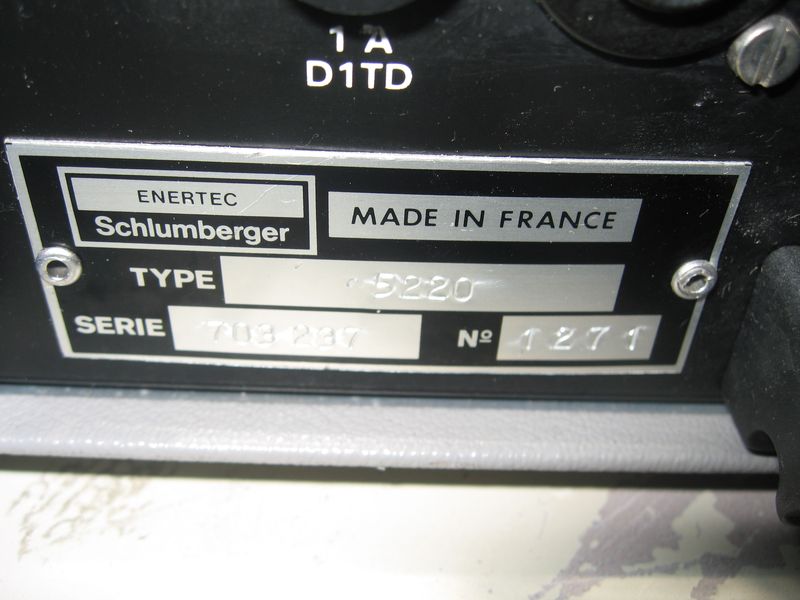 1 A
D1TD
ENERTEC
Schlumberger
MADE IN FRANCE
TYPE 5220
SERIE 703 237
Nº 1271